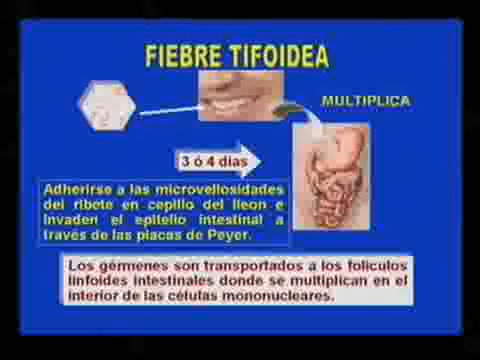 FIEBRE TIFOIDEA
MULTIPLICA
3 ó 4 días
Adherirse a las microvellosidades
del ribete en cepillo del ileon e
invaden el epitelio intestinal a
través de las placas de Peyer.
Los gérmenes son transportados a los folículos
linfoides intestinales donde se multiplican en el
interior de las células mononucleares.